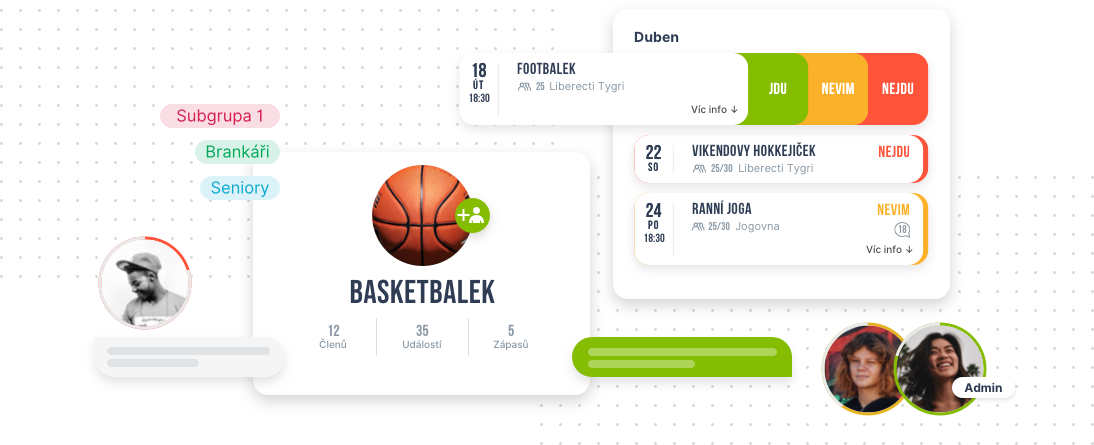 Duben
18
ÚT
18:30
FOOTBALEK
25 Liberecti Tygri
Víc info ↓
JDU
NEVIM
NEJDU
22
SO
VIKENDOVY HOKKEJIČEK
25/30 Liberecti Tygri
NEJDU
24
PO
18:30
RANNÍ JOGA
25/30 Jogovna
NEVIM
18
Víc info ↓
Subgrupa 1
Brankáři
Seniory
BASKETBALEK
12
Členů
35
Událostí
5
Zápasů
Admin